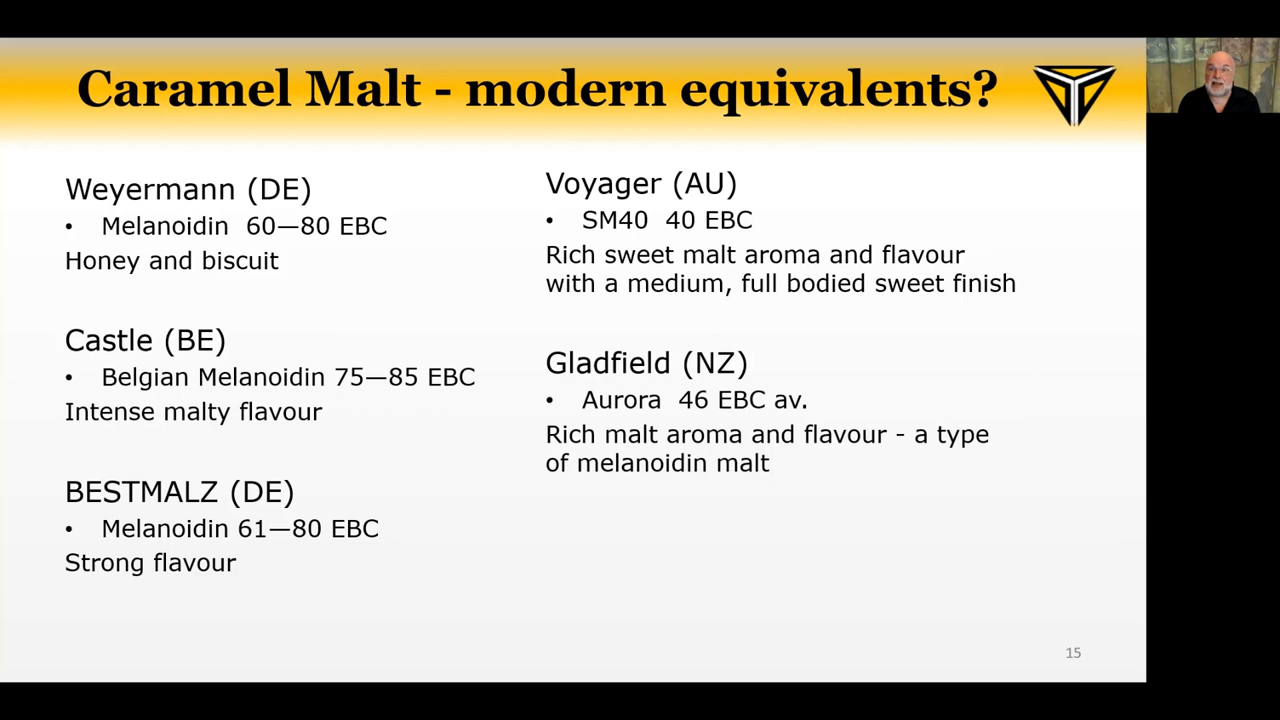 Caramel Malt - modern equivalents?
Weyermann (DE)
• Melanoidin 60—80 EBC
Honey and biscuit
Castle (BE)
• Belgian Melanoidin 75—85 EBC
Intense malty flavour
BESTMALZ (DE)
• Melanoidin 61—80 EBC
Strong flavour
Voyager (AU)
• SM40 40 EBC
Rich sweet malt aroma and flavour
with a medium, full bodied sweet finish
Gladfield (NZ)
• Aurora 46 EBC av.
Rich malt aroma and flavour - a type
of melanoidin malt
15